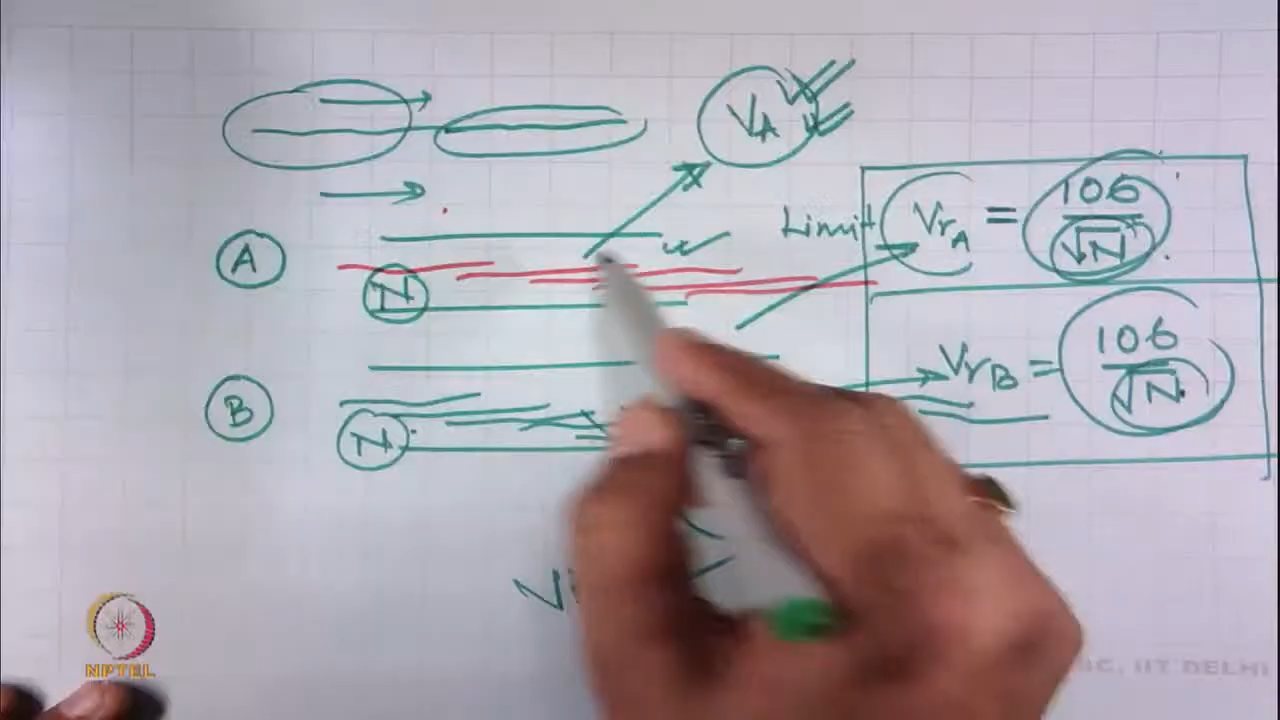 VA
A
N
Limit VrA = 106/√N
B
N
VrB = 106/√N
NPTEL
IIT DELHI